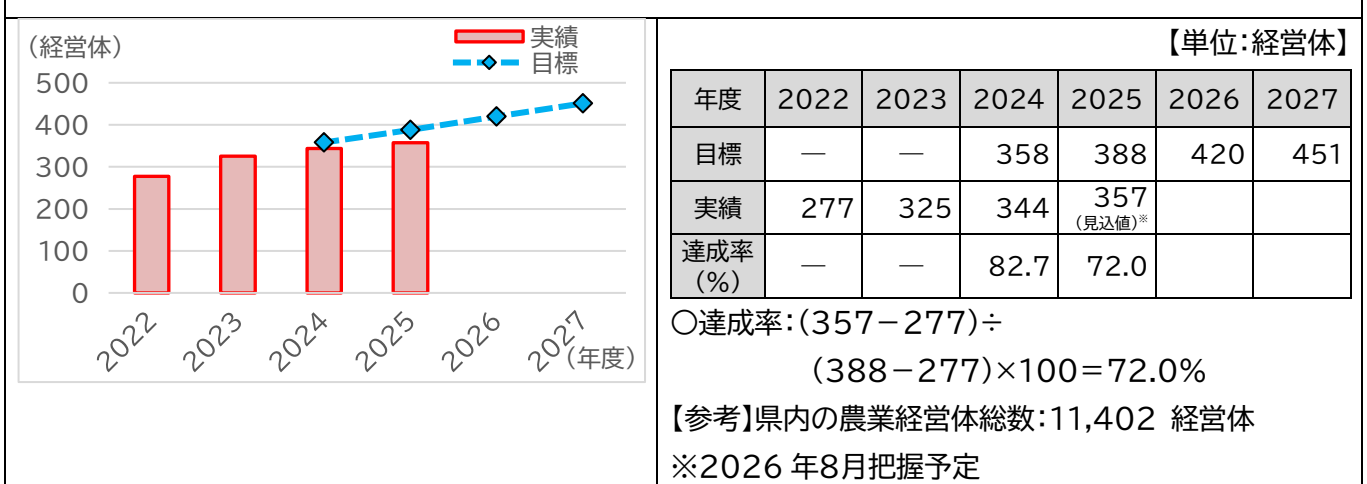 (経営体)
実績
目標
500
400
300
200
100
0
2022 2023 2024 2025 2026 2027
(年度)
【単位:経営体】
年度 2022 2023 2024 2025 2026 2027
目標 ― ― 358 388 420 451
実績 277 325 344 357
(見込値)※
達成率
(%) ― ― 82.7 72.0
〇達成率:(357-277)÷
(388-277)×100=72.0%
【参考】県内の農業経営体総数:11,402 経営体
※2026 年8月把握予定